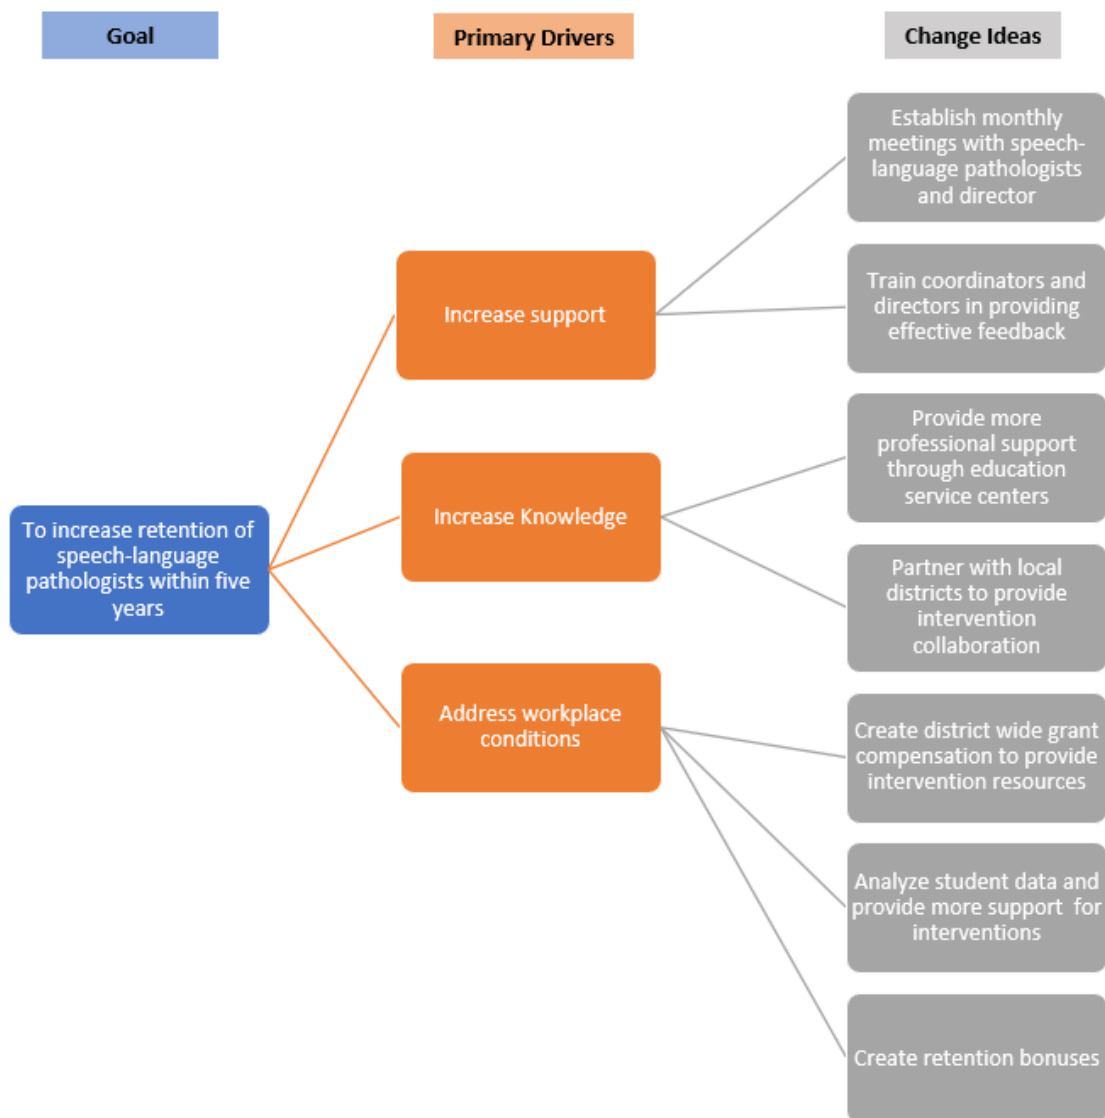 Goal
Primary Drivers
Change Ideas
To increase retention of
speech-language
pathologists within five
years
Increase support
Increase Knowledge
Address workplace
conditions
Establish monthly
meetings with speech-
language pathologists
and director
Train coordinators and
directors in providing
effective feedback
Provide more
professional support
through education
service centers
Partner with local
districts to provide
intervention
collaboration
Create district wide grant
compensation to provide
intervention resources
Analyze student data and
provide more support  for
interventions
Create retention bonuses